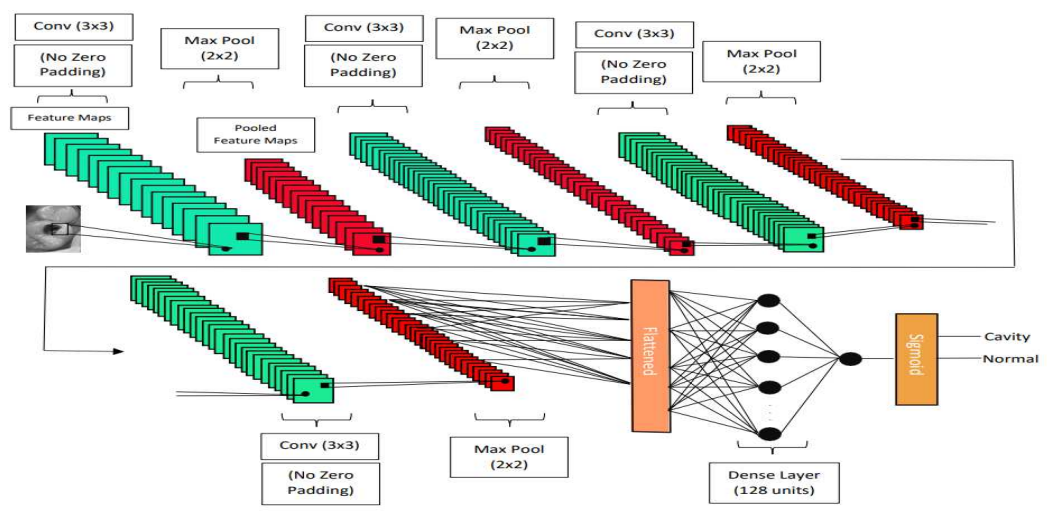 Conv (3x3)
(No Zero
Padding)
Feature Maps
Max Pool
(2x2)
Pooled
Feature Maps
Conv (3x3)
(No Zero
Padding)
Max Pool
(2x2)
Conv (3x3)
(No Zero
Padding)
Max Pool
(2x2)
Conv (3x3)
(No Zero
Padding)
Max Pool
(2x2)
Flattened
Dense Layer
(128 units)
Sgmoid
Cavity
Normal